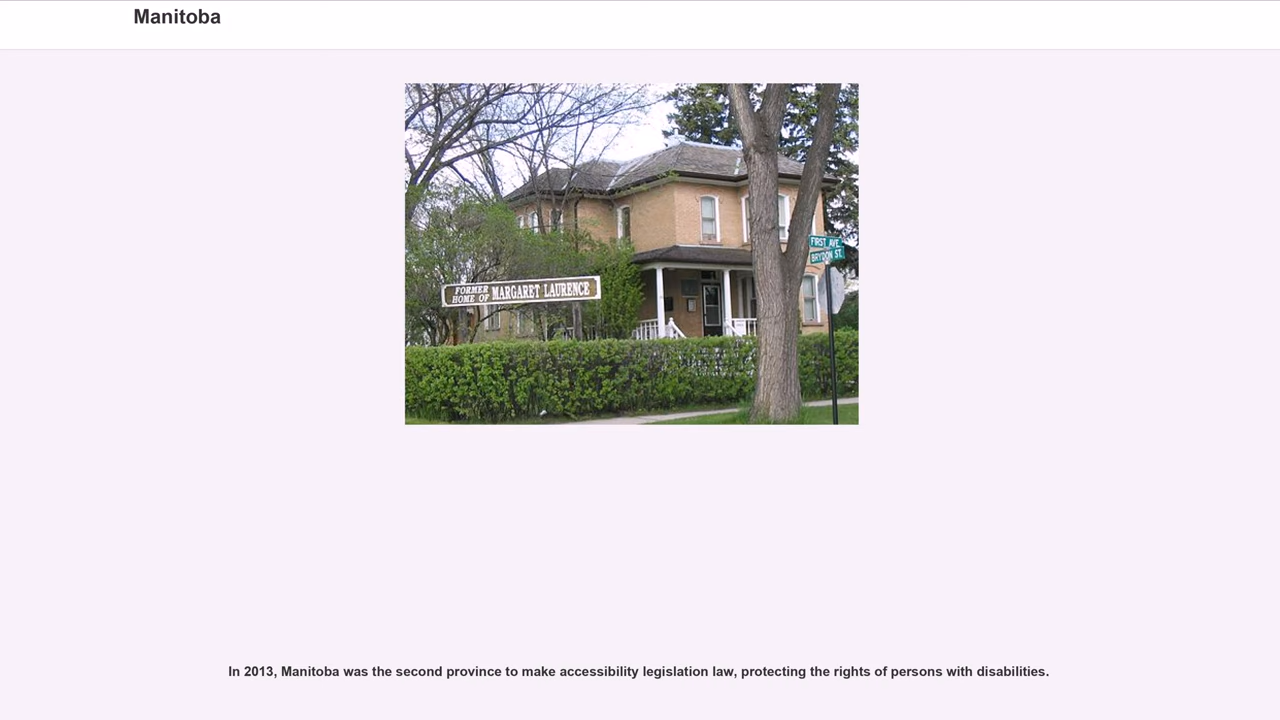 Manitoba
FORMER
HOME OF MARGARET LAURENCE
FIRST AVE.
BRYDON ST.
In 2013, Manitoba was the second province to make accessibility legislation law, protecting the rights of persons with disabilities.